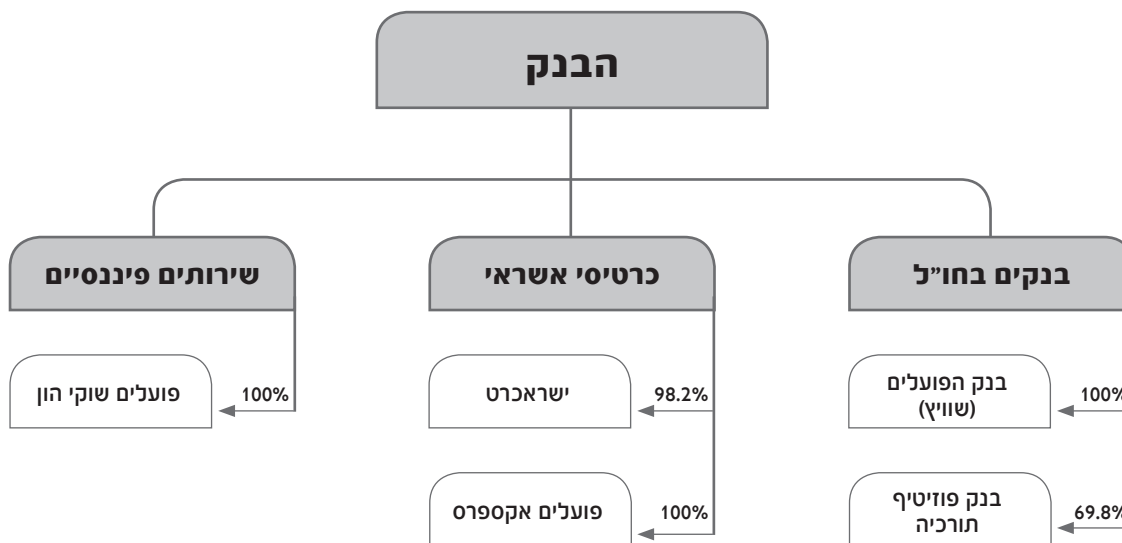 הבנק
בנקים בחו"ל
כרטיסי אשראי
שירותים פיננסיים
בנק הפועלים
(שוויץ)
100%
ישראכרט
98.2%
פועלים שוקי הון
100%
בנק פוזיטיף
תורכיה
69.8%
פועלים אקספרס
100%